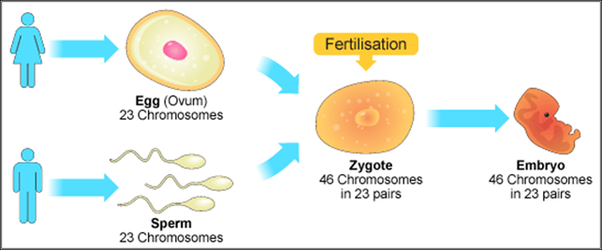 Egg (Ovum)
23 Chromosomes
Sperm
23 Chromosomes
Fertilisation
Zygote
46 Chromosomes
in 23 pairs
Embryo
46 Chromosomes
in 23 pairs